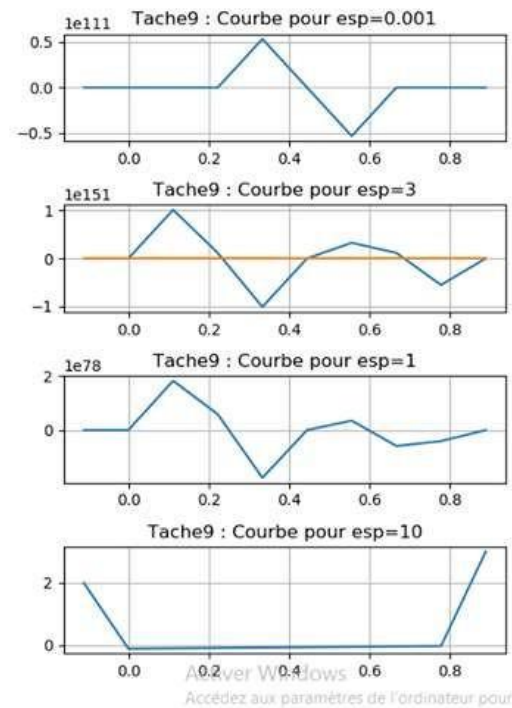 Tache9 : Courbe pour esp=0.001
1e111
0.5
0.0
−0.5
0.0 0.2 0.4 0.6 0.8
Tache9 : Courbe pour esp=3
1e151
1
0
−1
0.0 0.2 0.4 0.6 0.8
Tache9 : Courbe pour esp=1
1e78
2
0
0.0 0.2 0.4 0.6 0.8
Tache9 : Courbe pour esp=10
2
0
0.0 0.2 0.4 0.6 0.8
Activer Windows
Accédez aux paramètres de l'ordinateur pour